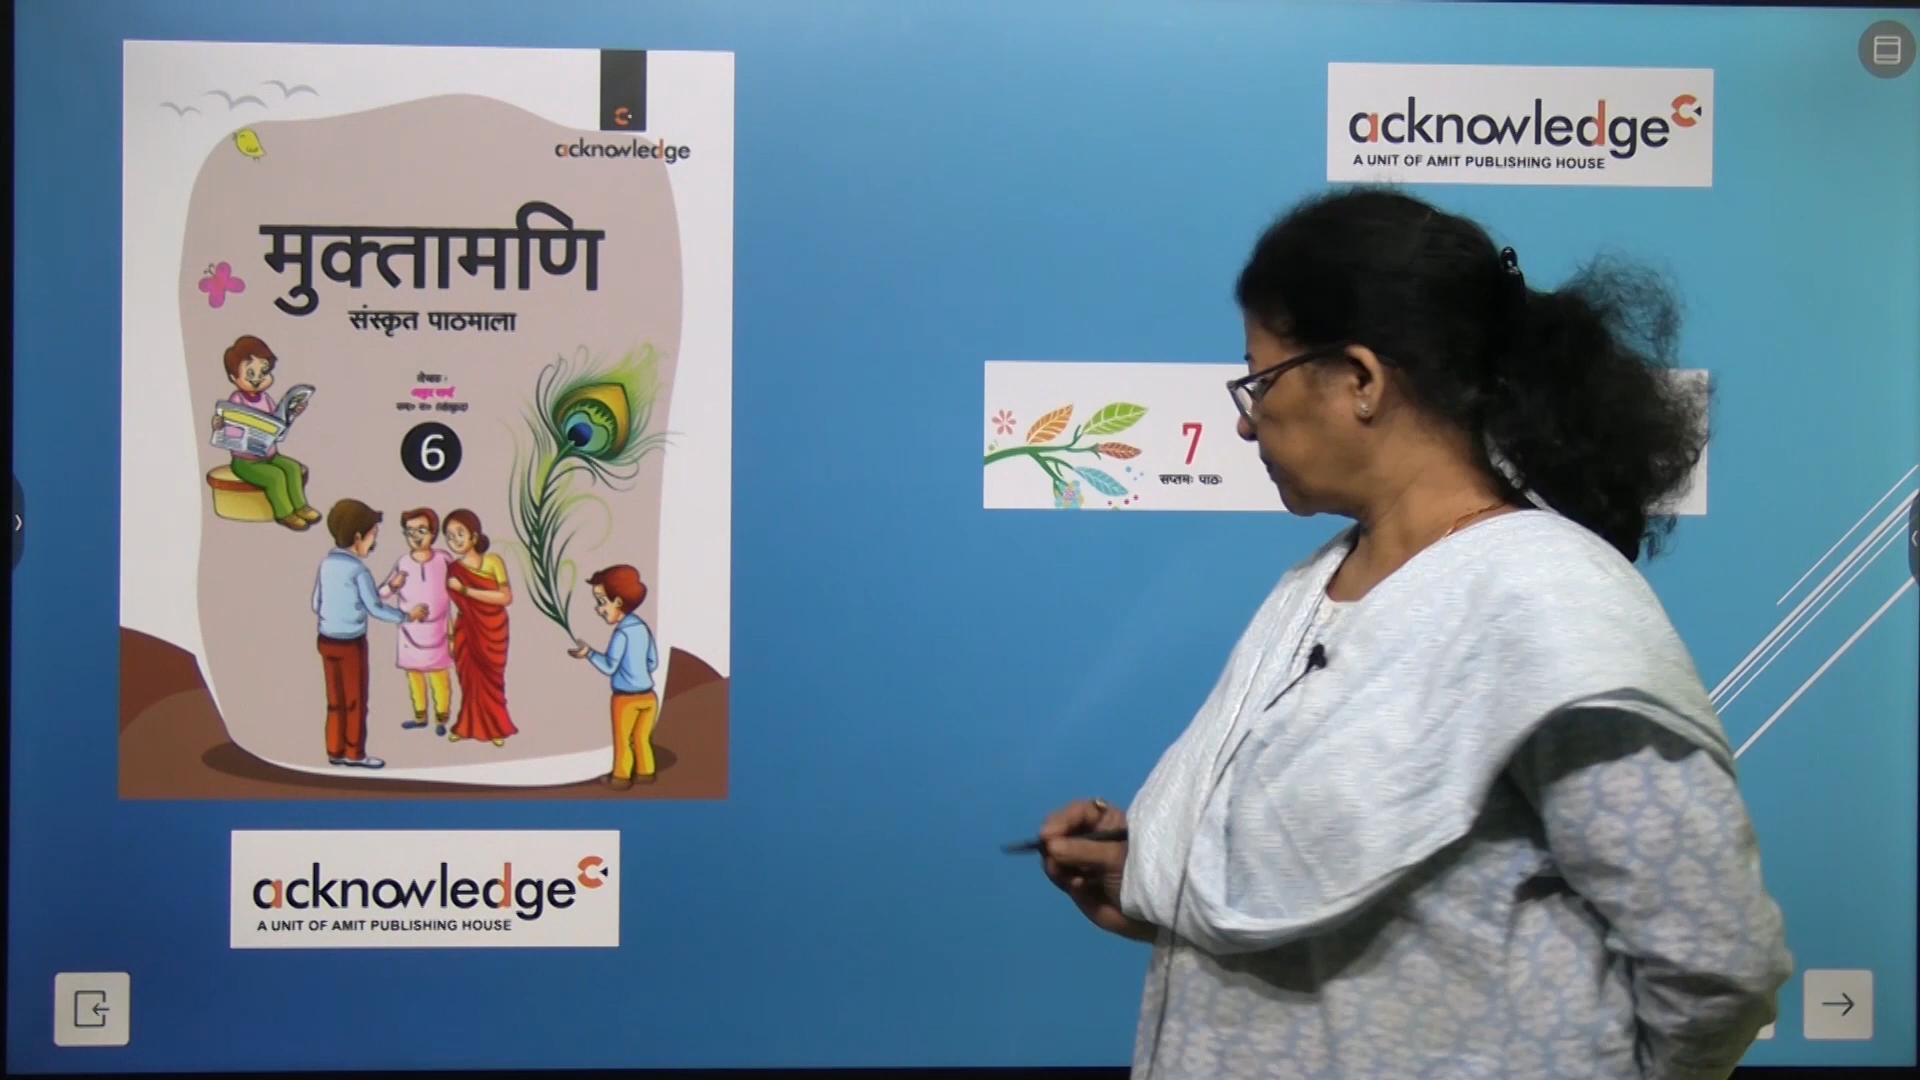 acknowledge
मुक्तामणि
संस्कृत पाठमाला
6
acknowledge
A UNIT OF AMIT PUBLISHING HOUSE
acknowledge
A UNIT OF AMIT PUBLISHING HOUSE
7
सप्तमः पाठः